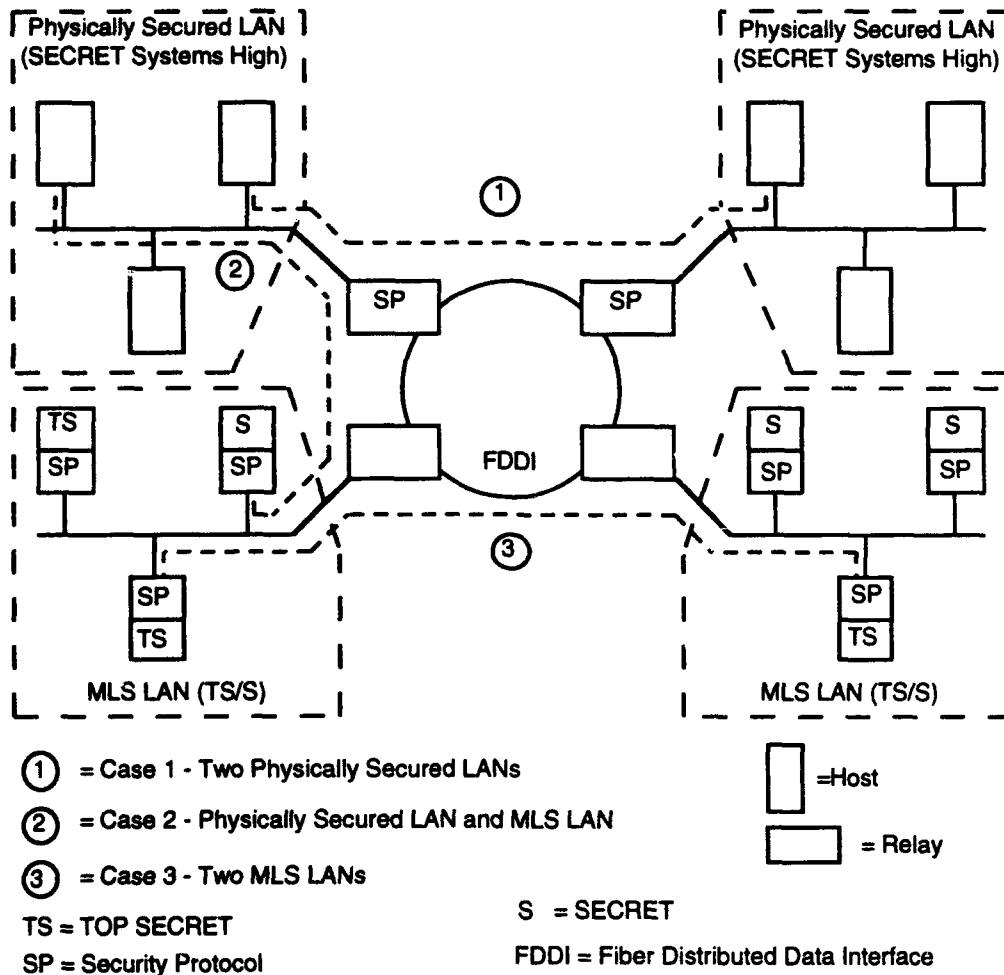 Physically Secured LAN
(SECRET Systems High)
Physically Secured LAN
(SECRET Systems High)
1
2
SP
SP
TS
SP
S
SP
FDDI
S
SP
S
SP
3
SP
TS
SP
TS
MLS LAN (TS/S)
MLS LAN (TS/S)
1 = Case 1 - Two Physically Secured LANs
2 = Case 2 - Physically Secured LAN and MLS LAN
3 = Case 3 - Two MLS LANs
=Host
= Relay
TS = TOP SECRET
S = SECRET
SP = Security Protocol
FDDI = Fiber Distributed Data Interface